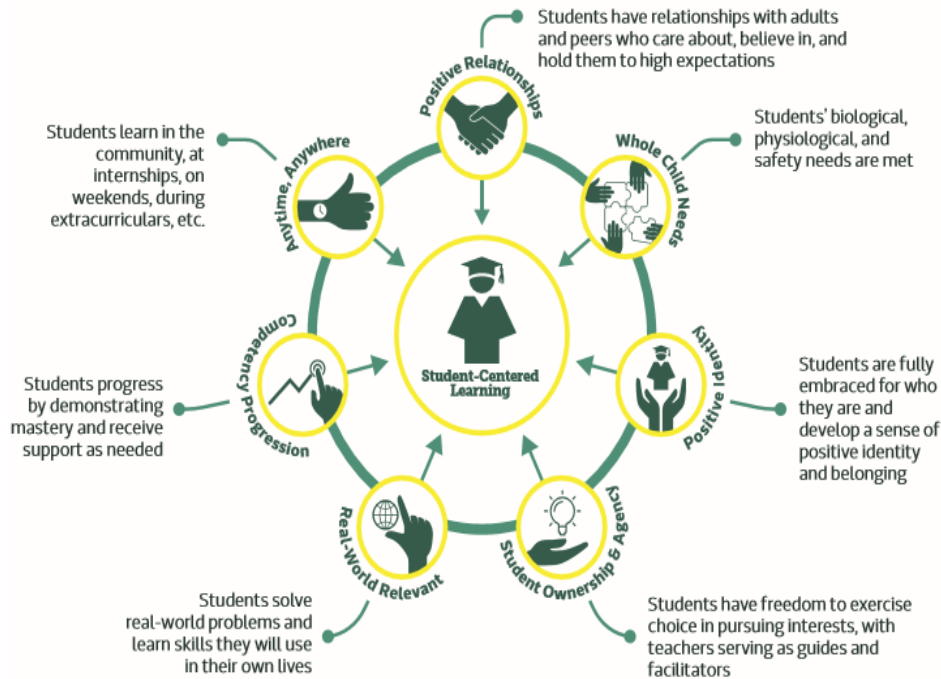 Students have relationships with adults
and peers who care about, believe in, and
hold them to high expectations
Positive Relationships
Students' biological,
physiological, and
safety needs are met
Whole Child Needs
Students are fully
embraced for who
they are and
develop a sense of
positive identity
and belonging
Positive Identity
Students have freedom to exercise
choice in pursuing interests, with
teachers serving as guides and
facilitators
Student Ownership & Agency
Students solve
real-world problems and
learn skills they will use
in their own lives
Real-World Relevant
Students progress
by demonstrating
mastery and receive
support as needed
Competency Progression
Students learn in the
community, at
internships, on
weekends, during
extracurriculars, etc.
Anytime, Anywhere
Student-Centered
Learning